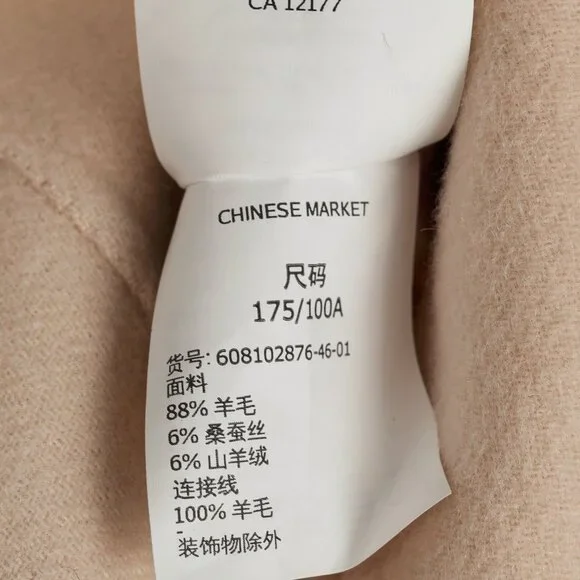 CA 12177
CHINESE MARKET
尺码
175/100A
货号: 608102876-46-01
面料
88% 羊毛
6% 桑蚕丝
6% 山羊绒
连接线
100% 羊毛
装饰物除外